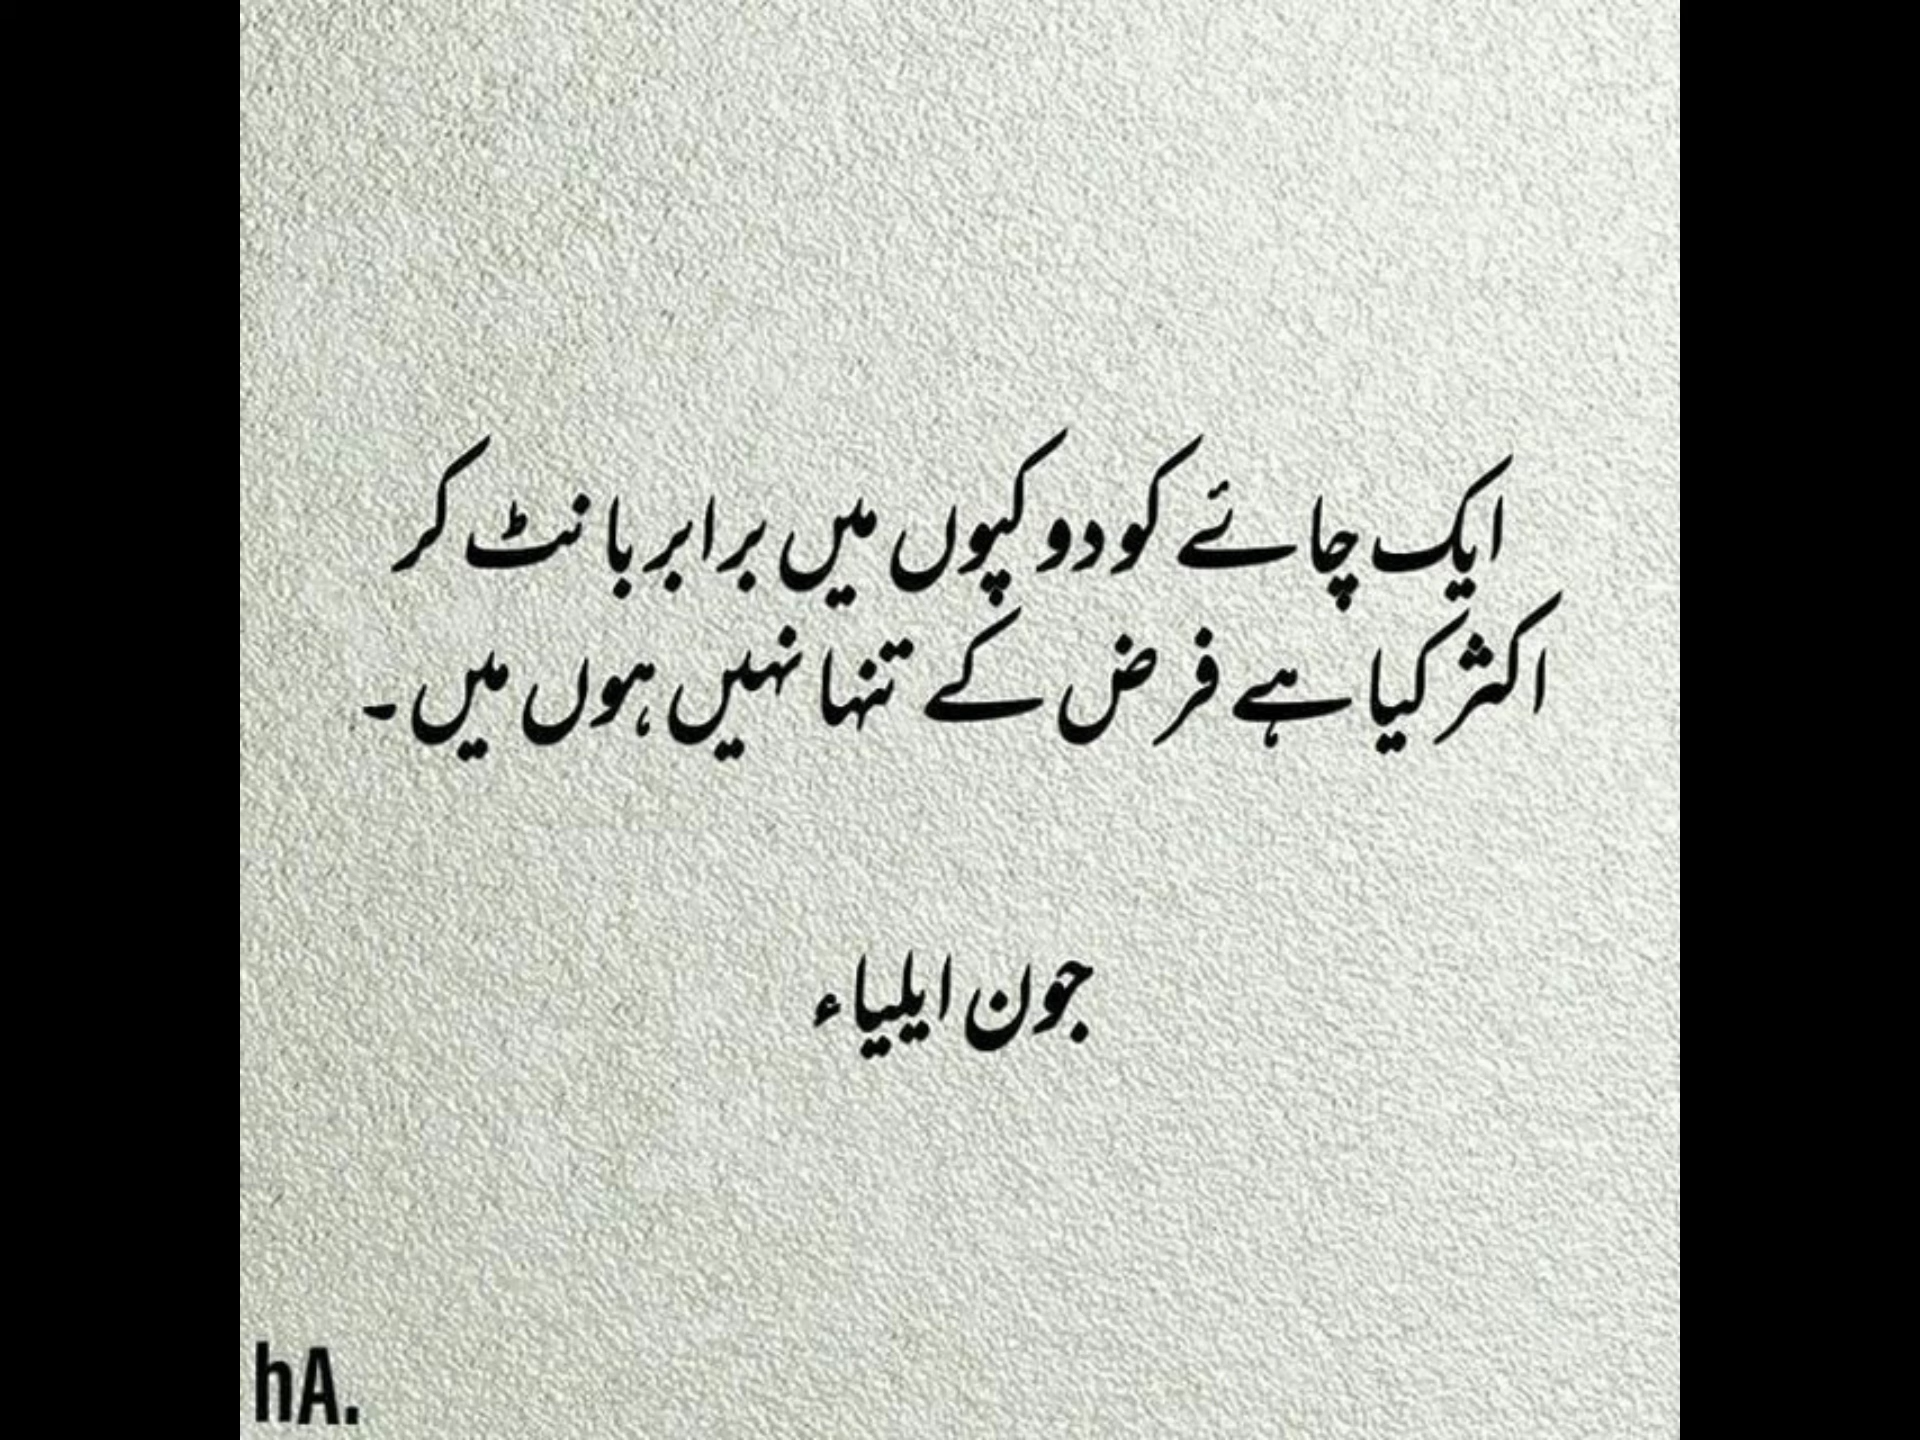 ایک چائے کو دو کپوں میں برابر بانٹ کر
اکثر کیا ہے فرض کے تنہا نہیں ہوں میں۔
جون ایلیاء
hA.